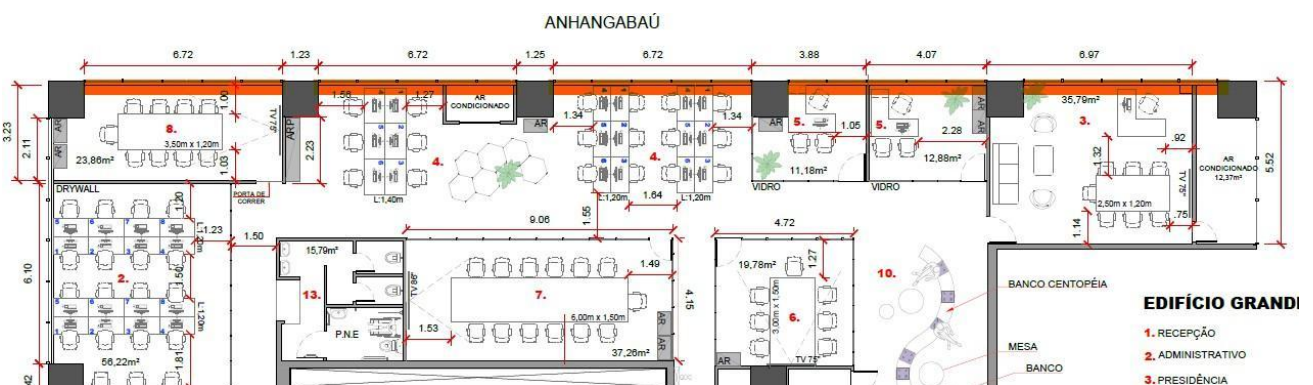 ANHANGABAÚ
6.72
1.23
6.72
1.25
6.72
3.88
4.07
6.97
3.23
2.11
AR
AR
8.
3,50m x 1,20m
23,86m²
1.00
1.03
TV 75"
ARP
2.23
1.58
1.27
AR
CONDICIONADO
4.
L:1,40m
AR
1.34
4.
1.34
L:1,20m
1.64
L:1,20m
1.55
AR
5.
1.05
11,18m²
VIDRO
5.
AR
AR
2.28
12,88m²
VIDRO
35,79m²
3.
.92
1.32
2,50m x 1,20m
TV 75"
.75
1.14
AR
CONDICIONADO
12,37m²
5.52
DRYWALL
PORTA DE
CORRER
1.20
1.23
1.50
6.10
2.
1.50
L:1,20m
56,22m²
1.81
15,79m²
13.
P.N.E
9.06
1.49
7.
6,00m x 1,50m
1.53
37,26m²
AR
AR
4.15
4.72
19,78m²
1.27
3,00m x 1,50m
6.
AR
TV 75"
10.
BANCO CENTOPÉIA
MESA
BANCO
EDIFÍCIO GRAND
1. RECEPÇÃO
2. ADMINISTRATIVO
3. PRESIDÊNCIA